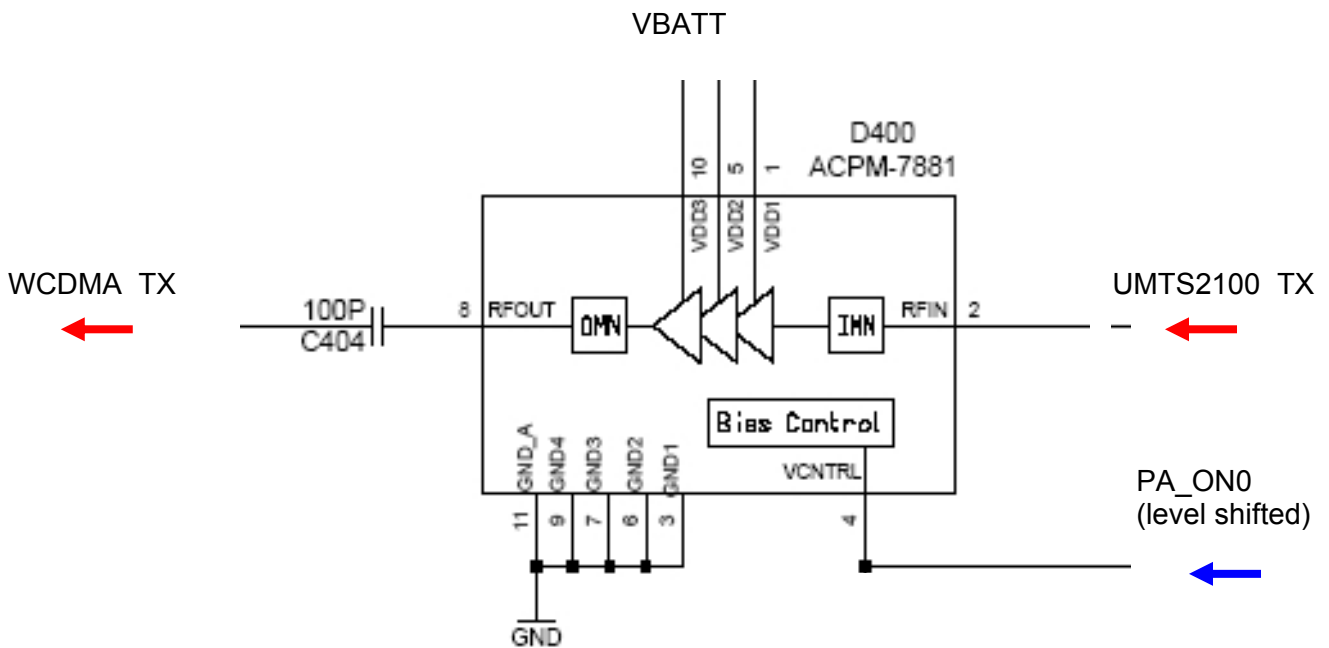 VBATT
D400
ACPM-7881
10
5
1
VDD3
VDD2
VDD1
WCDMA TX
UMTS2100 TX
100P
C404
8
RFOUT
OMN
IMN
RFIN
2
Bias Control
VCNTRL
GND_A
GND4
GND3
GND2
GND1
11
9
7
6
3
4
PA_ON0
(level shifted)
GND